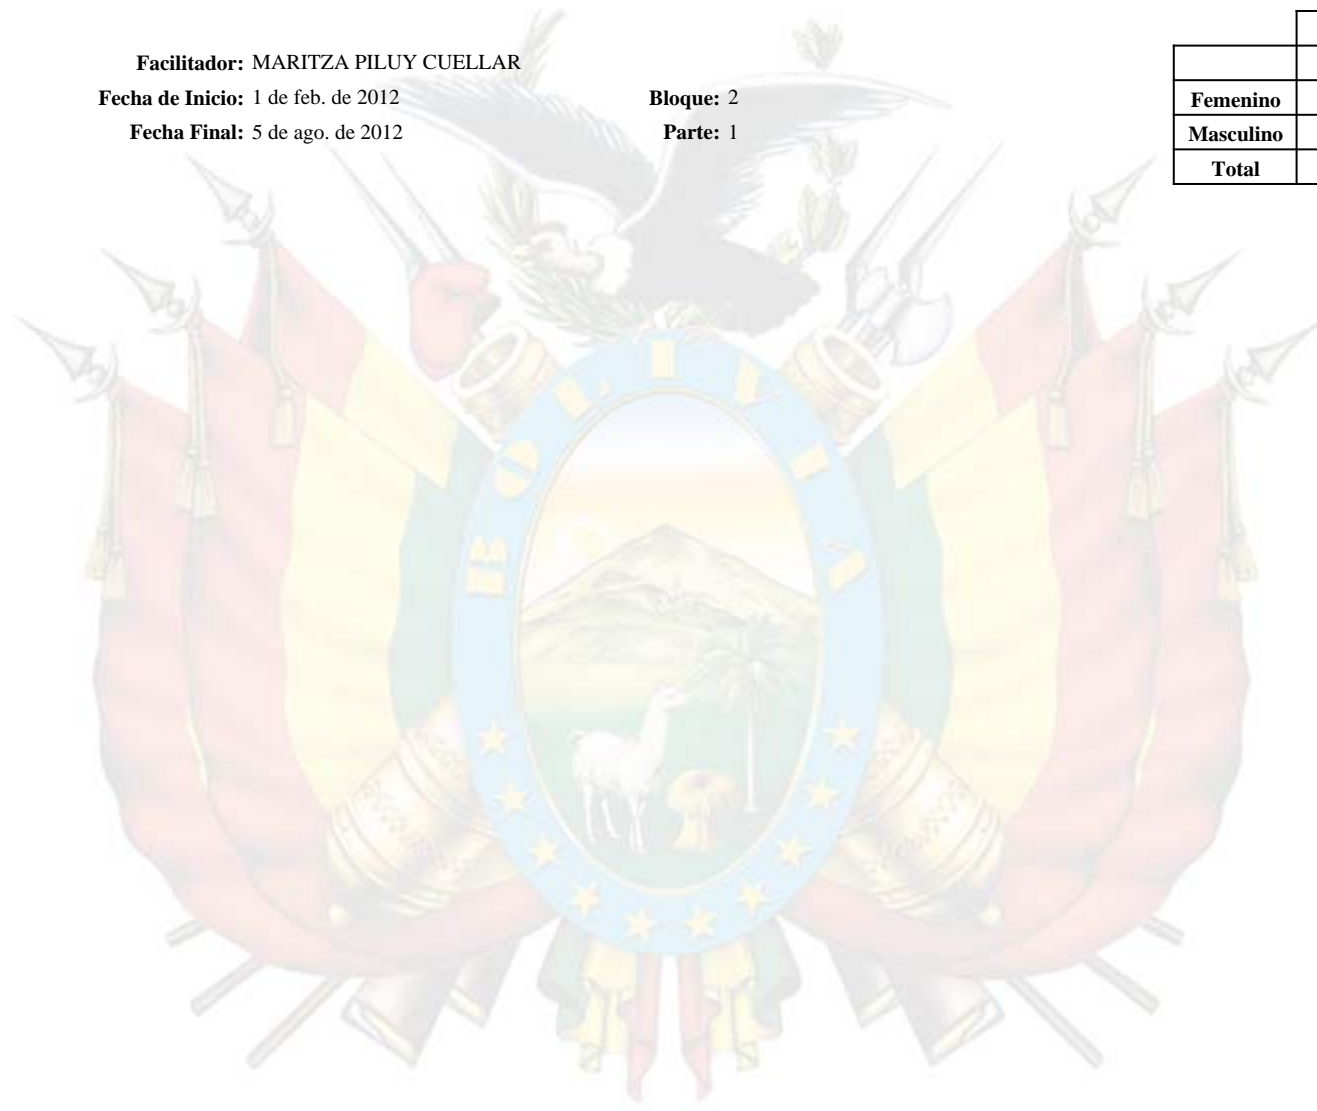 Facilitador: MARITZA PILUY CUELLAR
Fecha de Inicio: 1 de feb. de 2012 Bloque: 2
Fecha Final: 5 de ago. de 2012 Parte: 1
Femenino
Masculino
Total
BOLIVIA